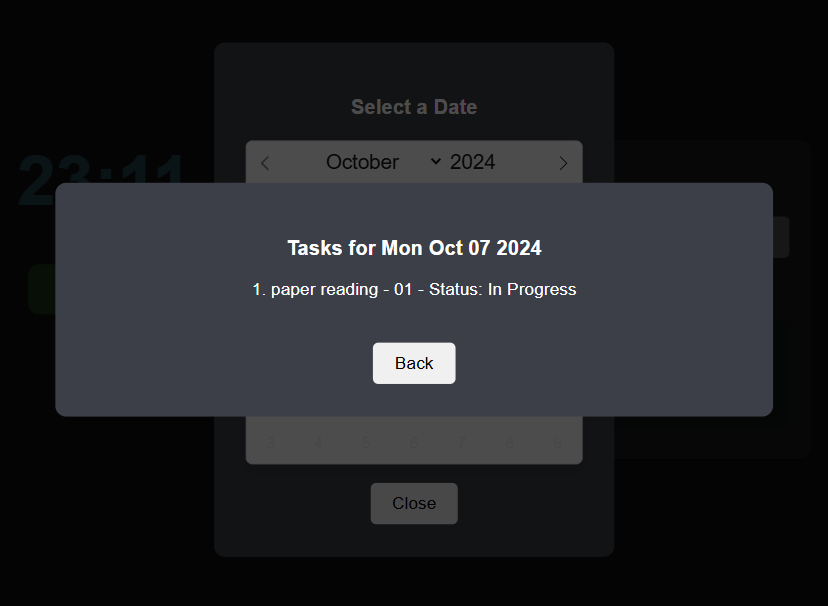 Select a Date
October 2024
23:11
Tasks for Mon Oct 07 2024
1. paper reading - 01 - Status: In Progress
Back
3 4 5 6 7 8 9
Close